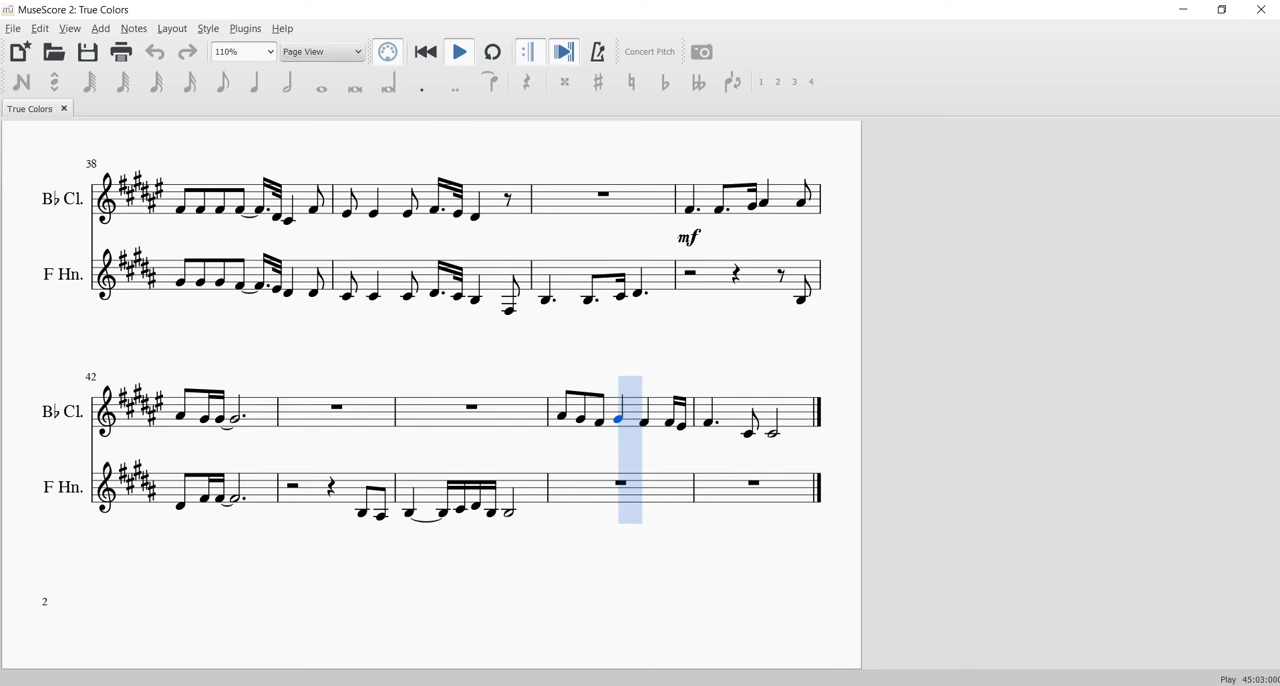 MuseScore 2: True Colors
File Edit View Add Notes Layout Style Plugins Help
110% Page View Concert Pitch
1 2 3 4
True Colors
38
B♭ Cl.
mf
F Hn.
42
B♭ Cl.
F Hn.
2
Play 45:03:000